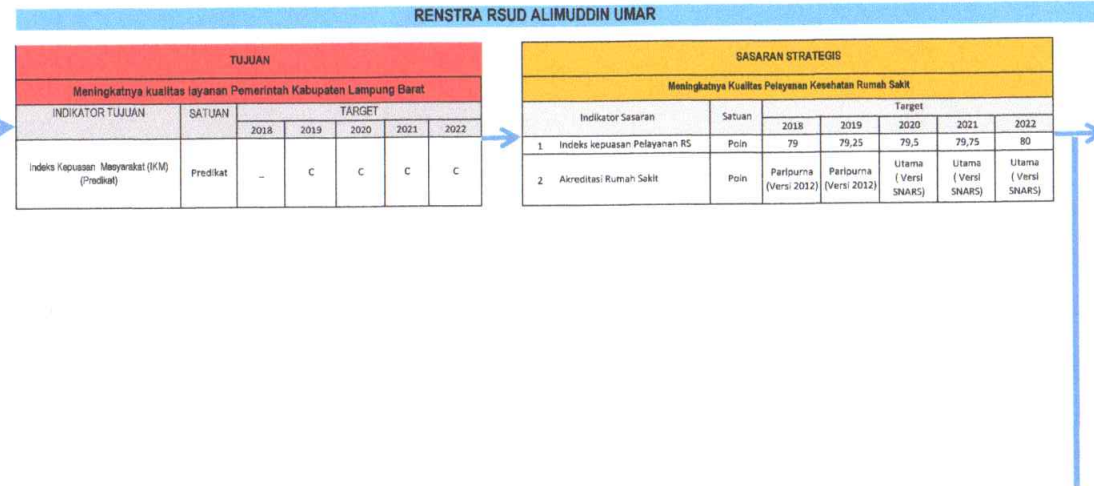 RENSTRA RSUD ALIMUDDIN UMAR
TUJUAN
Meningkatnya kualitas layanan Pemerintah Kabupaten Lampung Barat
INDIKATOR TUJUAN SATUAN TARGET
2018 2019 2020 2021 2022
Indeks Kepuasan Masyarakat (IKM)
(Predikat) Predikat _ C C C C
SASARAN STRATEGIS
Meningkatnya Kualitas Pelayanan Kesehatan Rumah Sakit
Indikator Sasaran Satuan Target
2018 2019 2020 2021 2022
1 Indeks kepuasan Pelayanan RS Poin 79 79,25 79,5 79,75 80
2 Akreditasi Rumah Sakit Poin Paripurna (Versi 2012) Paripurna (Versi 2012) Utama ( Versi SNARS) Utama ( Versi SNARS) Utama ( Versi SNARS)